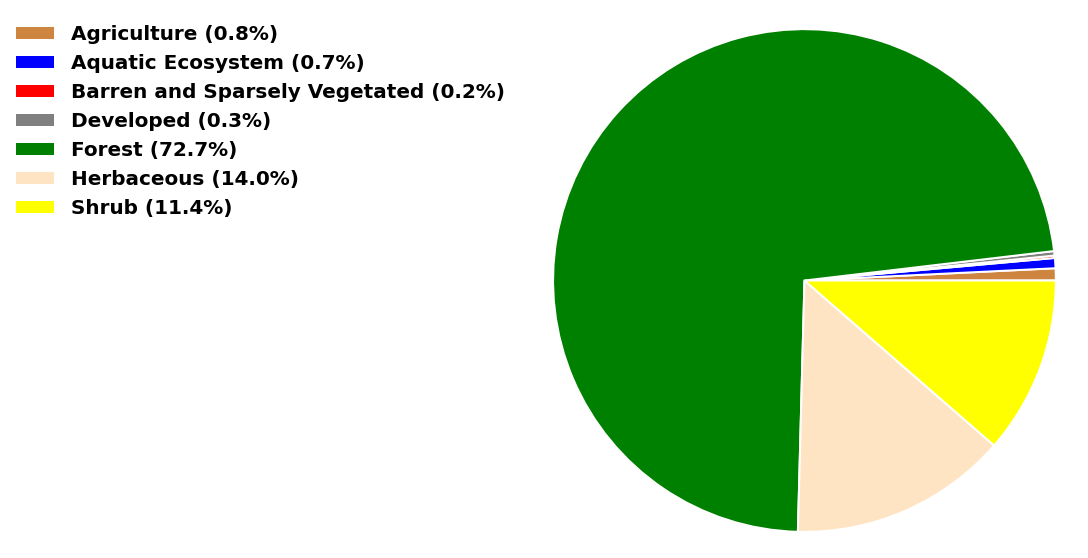 Agriculture (0.8%)
Aquatic Ecosystem (0.7%)
Barren and Sparsely Vegetated (0.2%)
Developed (0.3%)
Forest (72.7%)
Herbaceous (14.0%)
Shrub (11.4%)